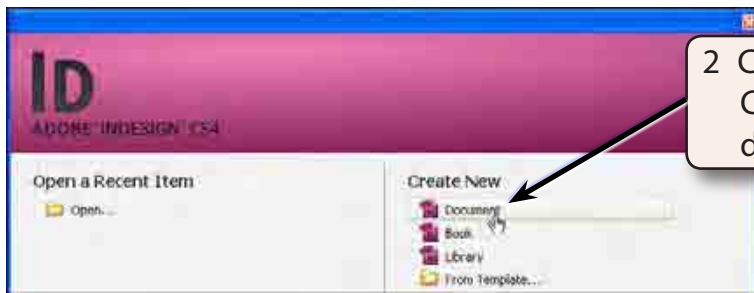 ID
ADOBE INDESIGN CS4
2
Open a Recent Item
Open...
Create New
Document
Book
Library
From Template...